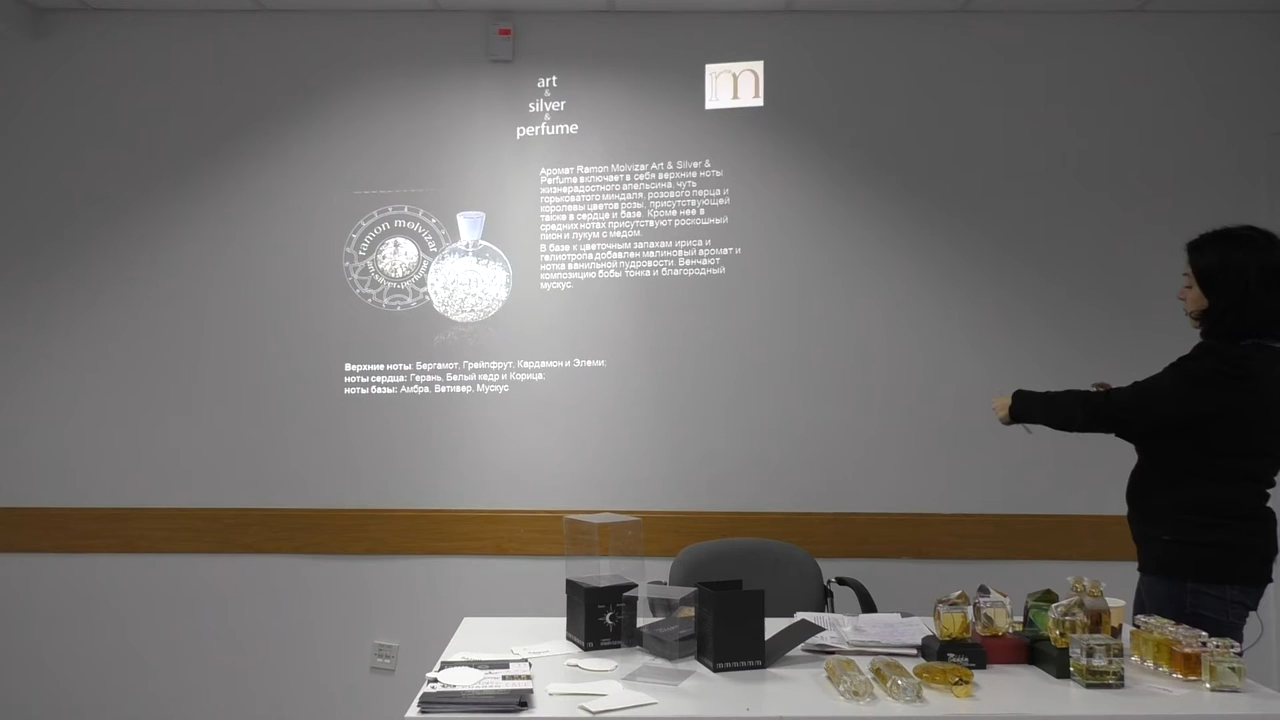 art
&
silver
&
perfume
m
Аромат Ramon Molvizar Art & Silver &
Perfume включает в себя верхние ноты
жизнерадостного апельсина, чуть
горьковатого миндаля, розового перца и
королевы цветов розы, присутствующей
также в сердце и базе. Кроме нее в
средних нотах присутствуют роскошный
пион и лукум с медом.
В базе к цветочным запахам ириса и
гелиотропа добавлен малиновый аромат и
нотка ванильной пудровости. Венчают
композицию бобы тонка и благородный
мускус.
ramon molvizar
art·silver·perfume
Верхние ноты: Бергамот, Грейпфрут, Кардамон и Элеми;
ноты сердца: Герань, Белый кедр и Корица;
ноты базы: Амбра, Ветивер, Мускус
mmmmmm